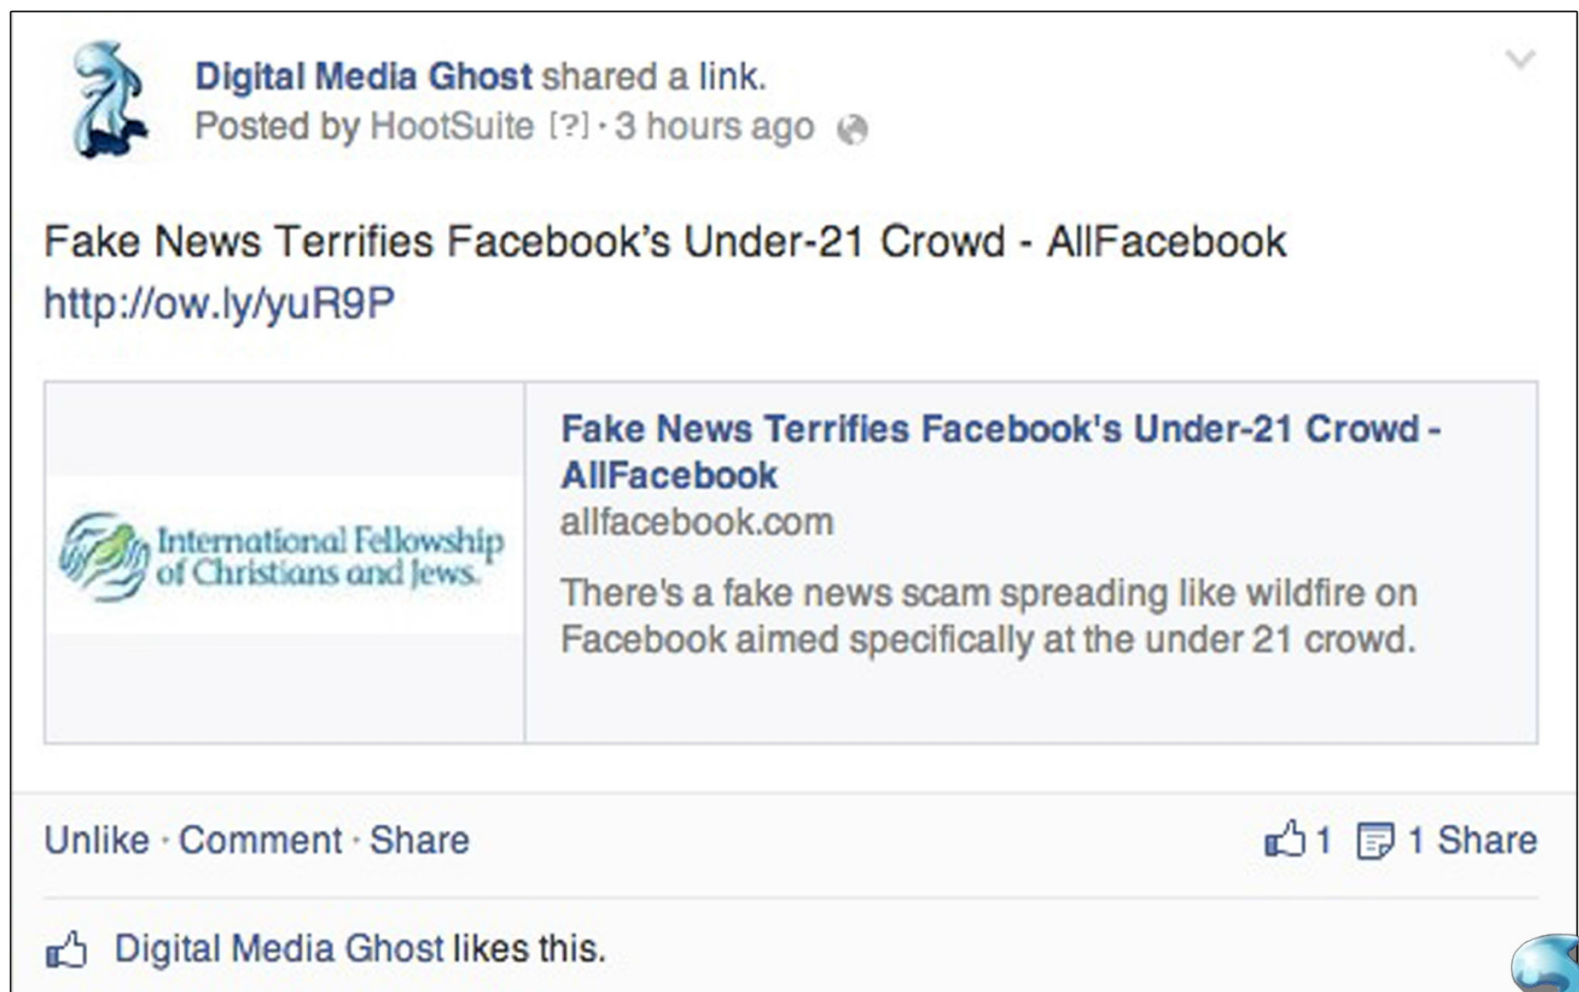 Digital Media Ghost shared a link.
Posted by HootSuite [?] · 3 hours ago
Fake News Terrifies Facebook’s Under-21 Crowd - AllFacebook
http://ow.ly/yuR9P
International Fellowship
of Christians and Jews.
Fake News Terrifies Facebook's Under-21 Crowd -
AllFacebook
allfacebook.com
There's a fake news scam spreading like wildfire on
Facebook aimed specifically at the under 21 crowd.
Unlike · Comment · Share
1 1 Share
Digital Media Ghost likes this.